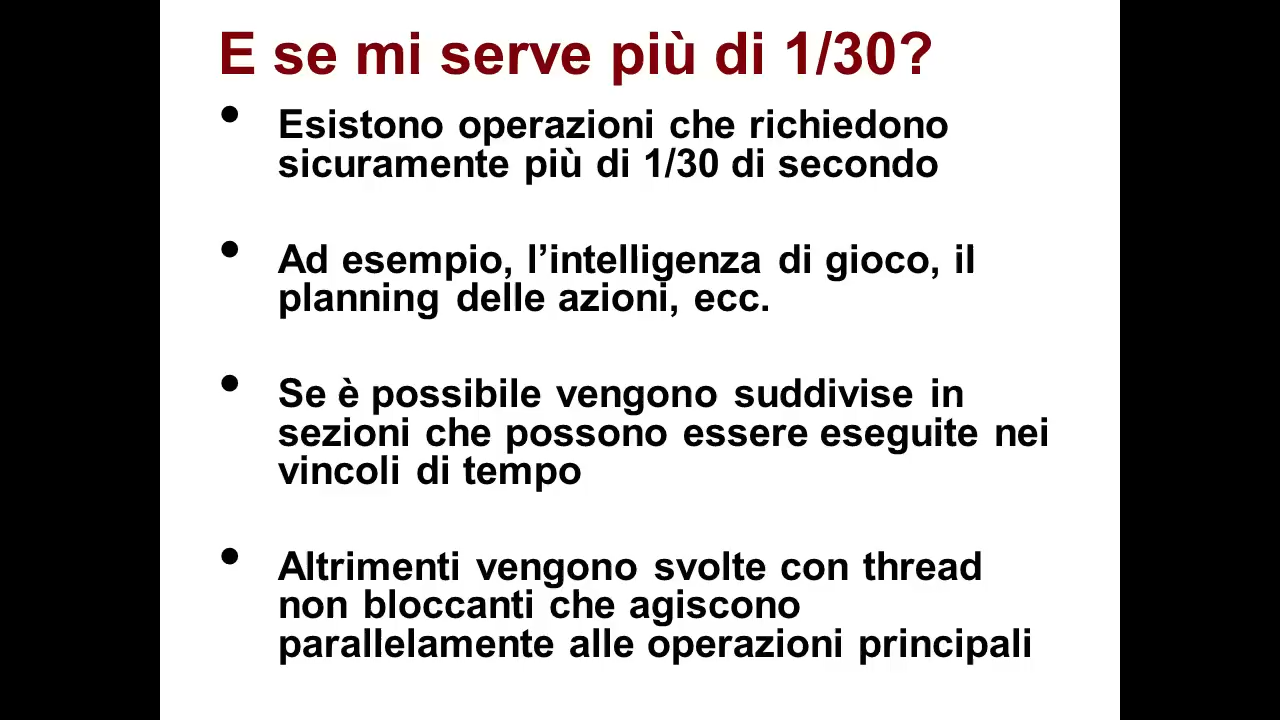 E se mi serve più di 1/30?
• Esistono operazioni che richiedono
sicuramente più di 1/30 di secondo
• Ad esempio, l’intelligenza di gioco, il
planning delle azioni, ecc.
• Se è possibile vengono suddivise in
sezioni che possono essere eseguite nei
vincoli di tempo
• Altrimenti vengono svolte con thread
non bloccanti che agiscono
parallelamente alle operazioni principali